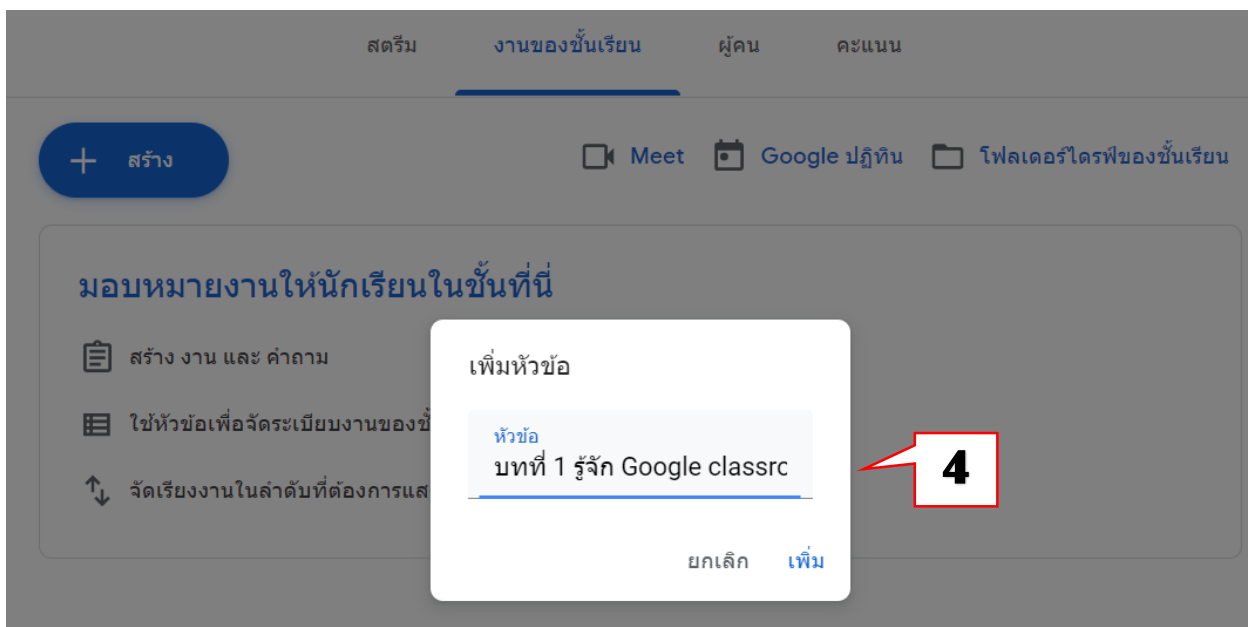 สตรีม งานของชั้นเรียน ผู้คน คะแนน
สร้าง Meet Google ปฏิทิน โฟลเดอร์ไดรฟ์ของชั้นเรียน
มอบหมายงานให้นักเรียนในชั้นที่นี่
สร้าง งาน และ คำถาม
ใช้หัวข้อเพื่อจัดระเบียบงานของชั้
จัดเรียงงานในลำดับที่ต้องการแส
เพิ่มหัวข้อ
หัวข้อ
บทที่ 1 รู้จัก Google classrc
4
ยกเลิก เพิ่ม